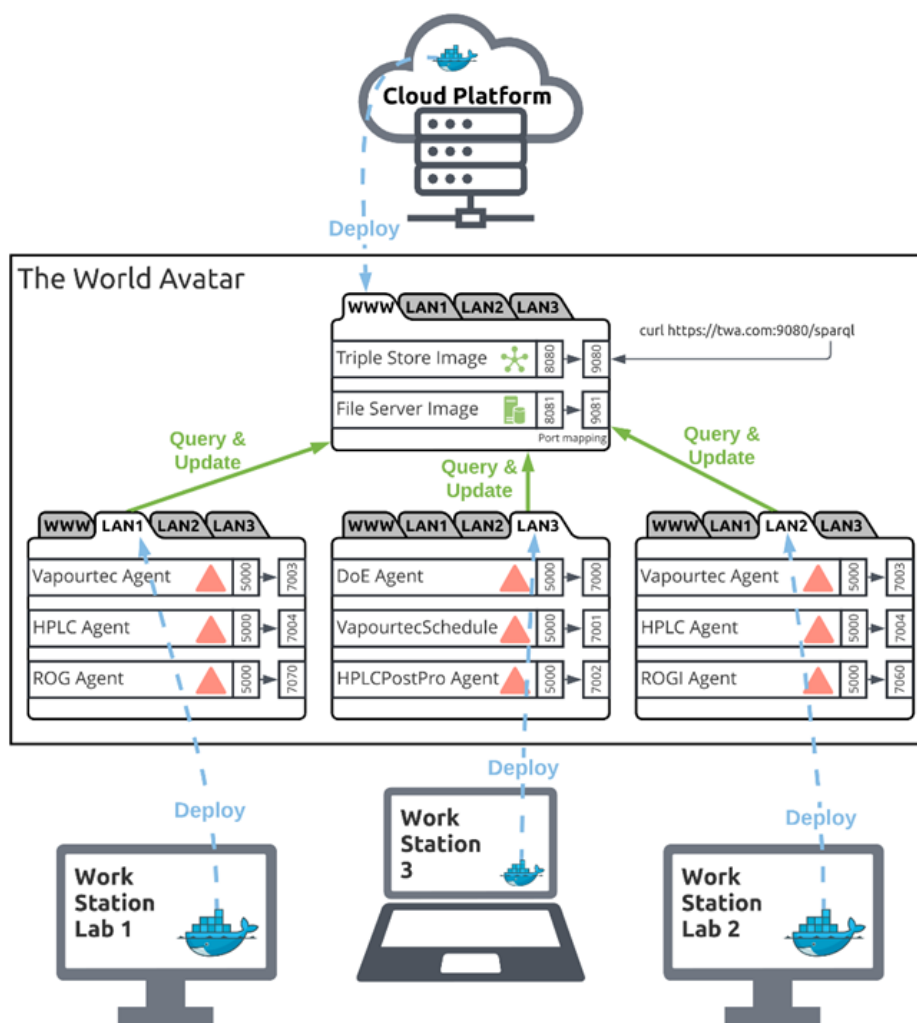 Cloud Platform
Deploy
The World Avatar
WWW LAN1 LAN2 LAN3
Triple Store Image 8080 9080
curl https://twa.com:9080/sparql
File Server Image 8081 9081
Port mapping
Query &
Update
Query &
Update
Query &
Update
WWW LAN1 LAN2 LAN3
Vapourtec Agent 5000 7003
HPLC Agent 5000 7004
ROG Agent 5000 7070
WWW LAN1 LAN2 LAN3
DoE Agent 5000 7000
VapourtecSchedule 5000 7001
HPLCPostPro Agent 5000 7002
WWW LAN1 LAN2 LAN3
Vapourtec Agent 5000 7003
HPLC Agent 5000 7004
ROGI Agent 5000 7060
Deploy
Deploy
Deploy
Work
Station
Lab 1
Work
Station
3
Work
Station
Lab 2